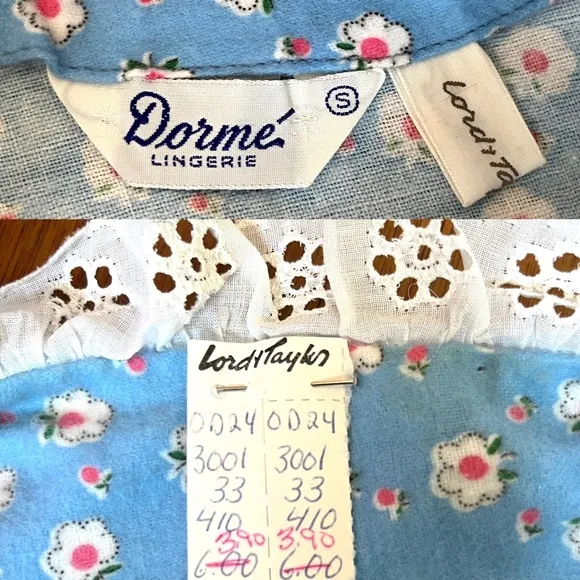 Dormé
LINGERIE
S
Lord + Tay
Lord + Taylor
OD24 OD24
3001 3001
33 33
410 410
3.90 3.90
6.00 6.00